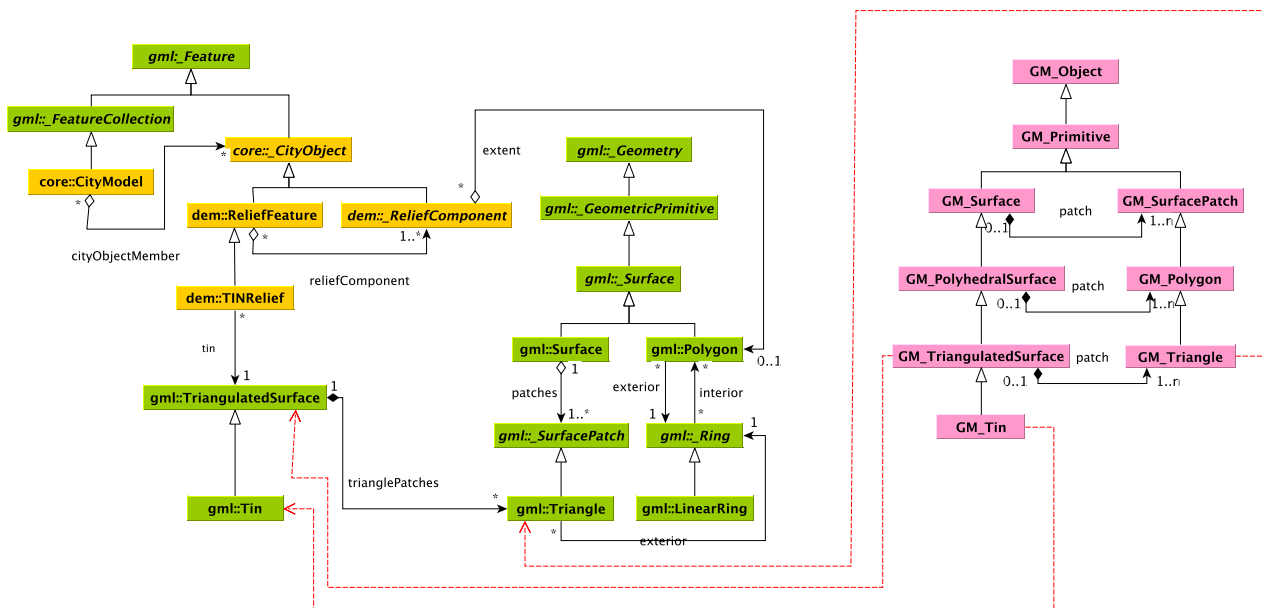 gml:_Feature
GM_Object
gml::_FeatureCollection
GM_Primitive
core::_CityObject
*
extent
gml::_Geometry
core::CityModel
*
*
GM_Surface
GM_SurfacePatch
patch
0..1
1..n
dem::ReliefFeature
*
dem::_ReliefComponent
1..*
gml::_GeometricPrimitive
cityObjectMember
reliefComponent
gml::_Surface
GM_PolyhedralSurface
GM_Polygon
patch
0..1
1..n
dem::TINRelief
*
tin
gml::Surface
1
gml::Polygon
*
*
0..1
GM_TriangulatedSurface
patch
GM_Triangle
0..1
1..n
patches
exterior
interior
1
gml::TriangulatedSurface
1
1..*
1
*
1
gml::_SurfacePatch
gml::_Ring
GM_Tin
trianglePatches
*
gml::Tin
gml::Triangle
gml::LinearRing
*
exterior